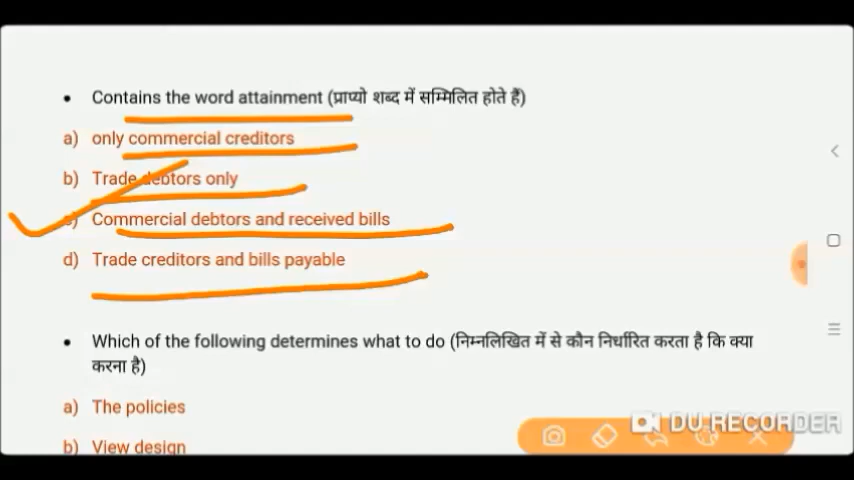 • Contains the word attainment (प्राप्यो शब्द में सम्मिलित होते हैं)
a) only commercial creditors
b) Trade debtors only
c) Commercial debtors and received bills
d) Trade creditors and bills payable
• Which of the following determines what to do (निम्नलिखित में से कौन निर्धारित करता है कि क्या
करना है)
a) The policies
b) View design
DU RECORDER